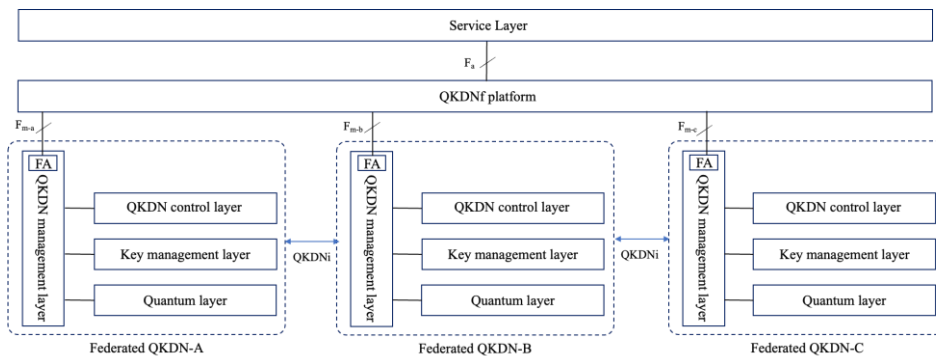 Service Layer
Fa
QKDNf platform
Fm-a
Fm-b
Fm-c
FA
FA
FA
QKDN management layer
QKDN control layer
Key management layer
Quantum layer
QKDNi
QKDN management layer
QKDN control layer
Key management layer
Quantum layer
QKDNi
QKDN management layer
QKDN control layer
Key management layer
Quantum layer
Federated QKDN-A
Federated QKDN-B
Federated QKDN-C